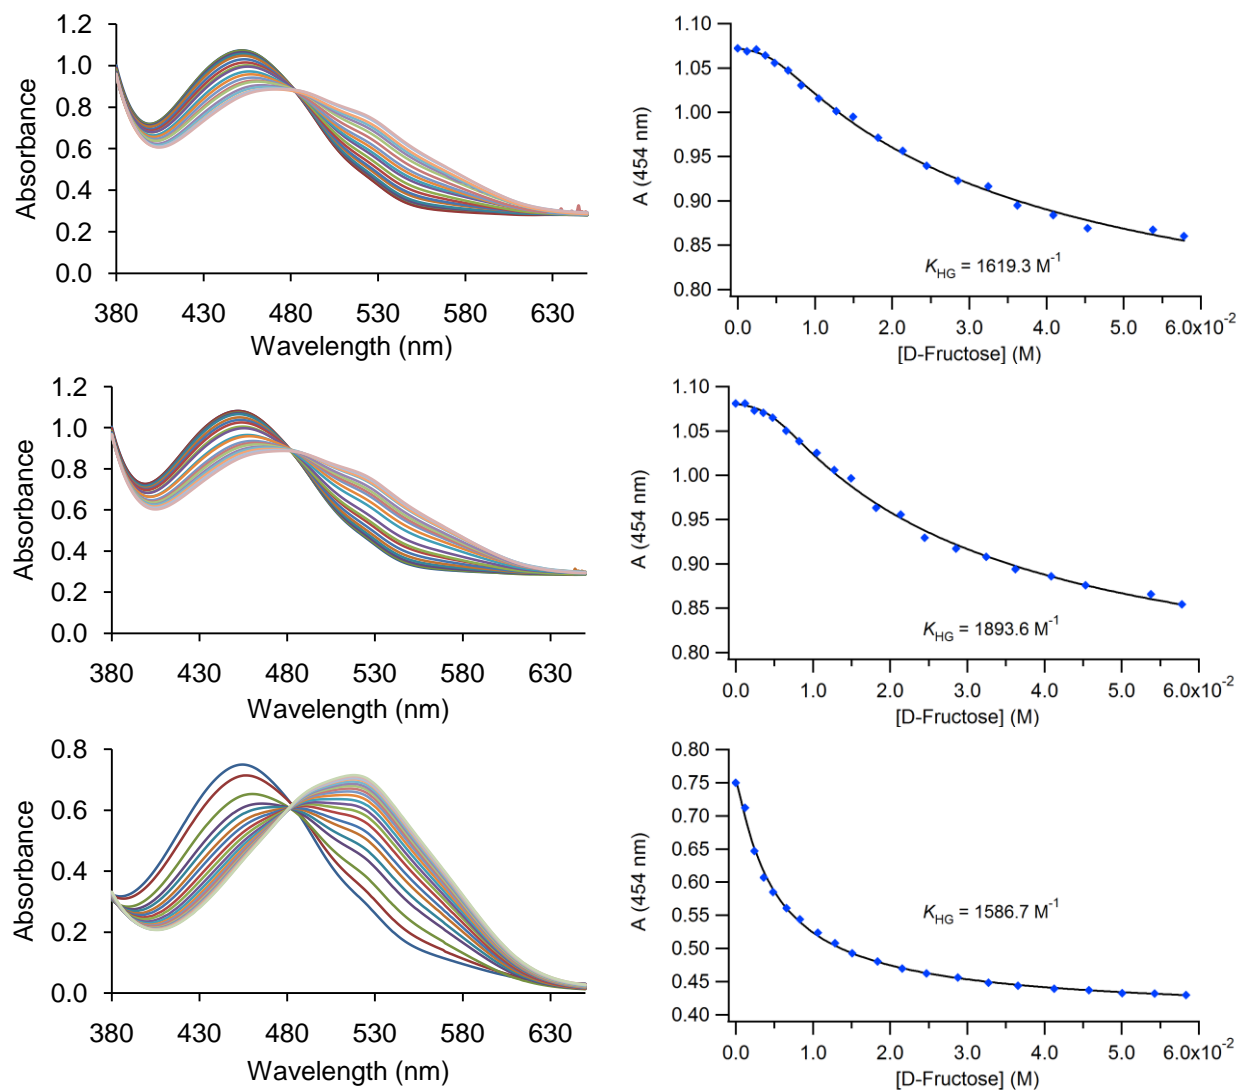 1.2
1.0
0.8
0.6
0.4
0.2
0.0
Absorbance
380 430 480 530 580 630
Wavelength (nm)
1.10
1.05
1.00
0.95
0.90
0.85
0.80
A (454 nm)
KHG = 1619.3 M-1
0.0 1.0 2.0 3.0 4.0 5.0 6.0x10-2
[D-Fructose] (M)
1.2
1.0
0.8
0.6
0.4
0.2
0.0
Absorbance
380 430 480 530 580 630
Wavelength (nm)
1.10
1.05
1.00
0.95
0.90
0.85
0.80
A (454 nm)
KHG = 1893.6 M-1
0.0 1.0 2.0 3.0 4.0 5.0 6.0x10-2
[D-Fructose] (M)
0.8
0.6
0.4
0.2
0.0
Absorbance
380 430 480 530 580 630
Wavelength (nm)
0.80
0.75
0.70
0.65
0.60
0.55
0.50
0.45
0.40
A (454 nm)
KHG = 1586.7 M-1
0.0 1.0 2.0 3.0 4.0 5.0 6.0x10-2
[D-Fructose] (M)